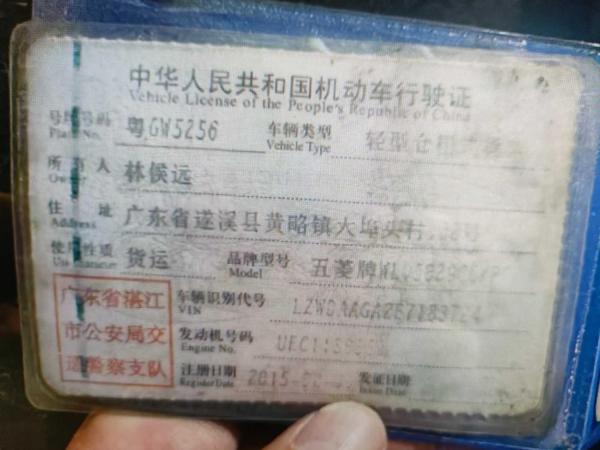 中华人民共和国机动车行驶证
Vehicle License of the People's Republic of China
号牌号码 粤GW5256 车辆类型 轻型
Plate No. Vehicle Type
所有人 林侯远
Owner
住址 广东省遂溪县黄略镇大
Address
使用性质 货运 品牌型号 五菱牌
Use Character Model
广东省湛江 车辆识别代号
市公安局交 VIN
通警察支队 发动机号码
Engine No.
注册日期 2015 发证日期
Register Date Issue Date